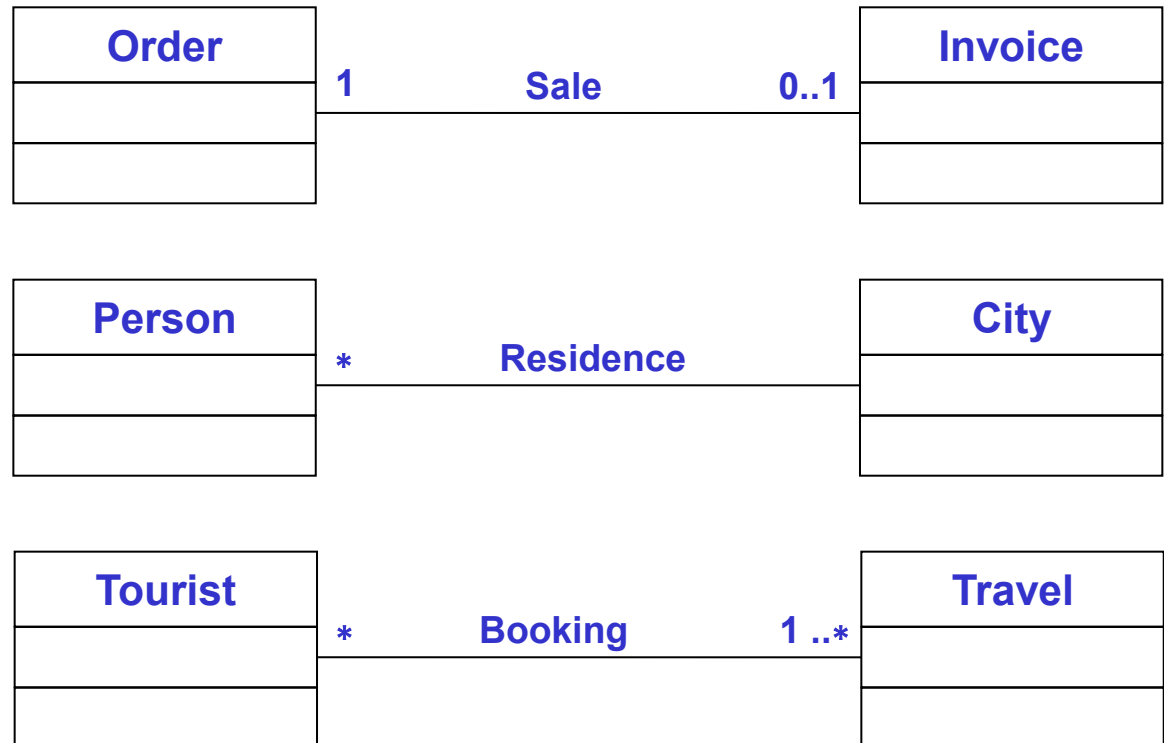 Order
Invoice
1 Sale 0..1
Person
City
* Residence
Tourist
Travel
* Booking 1 ..*